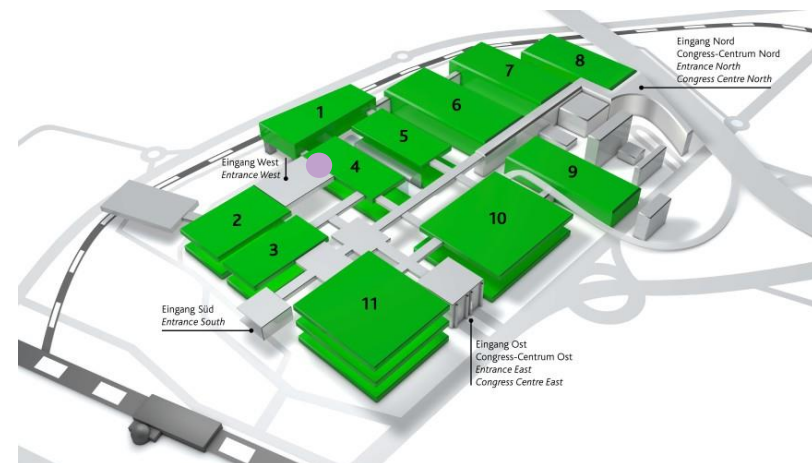 Eingang Nord
Congress-Centrum Nord
Entrance North
Congress Centre North
8
7
6
1
5
4
Eingang West
Entrance West
9
10
2
3
11
Eingang Süd
Entrance South
Eingang Ost
Congress-Centrum Ost
Entrance East
Congress Centre East